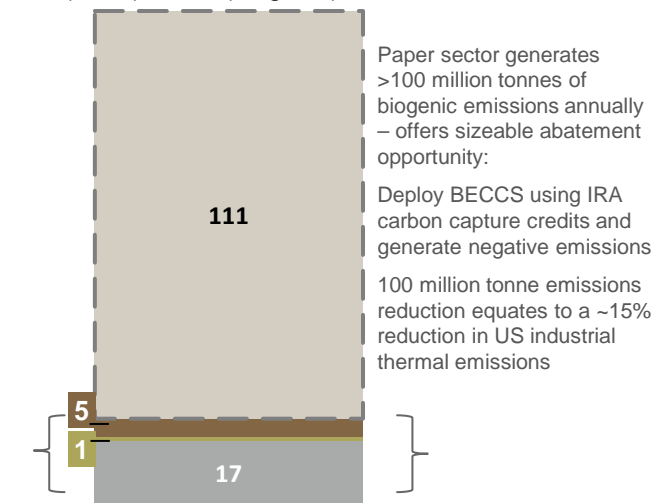 Paper sector generates
>100 million tonnes of
biogenic emissions annually
– offers sizeable abatement
opportunity:
Deploy BECCS using IRA
carbon capture credits and
generate negative emissions
100 million tonne emissions
reduction equates to a ~15%
reduction in US industrial
thermal emissions
111
5
1
17